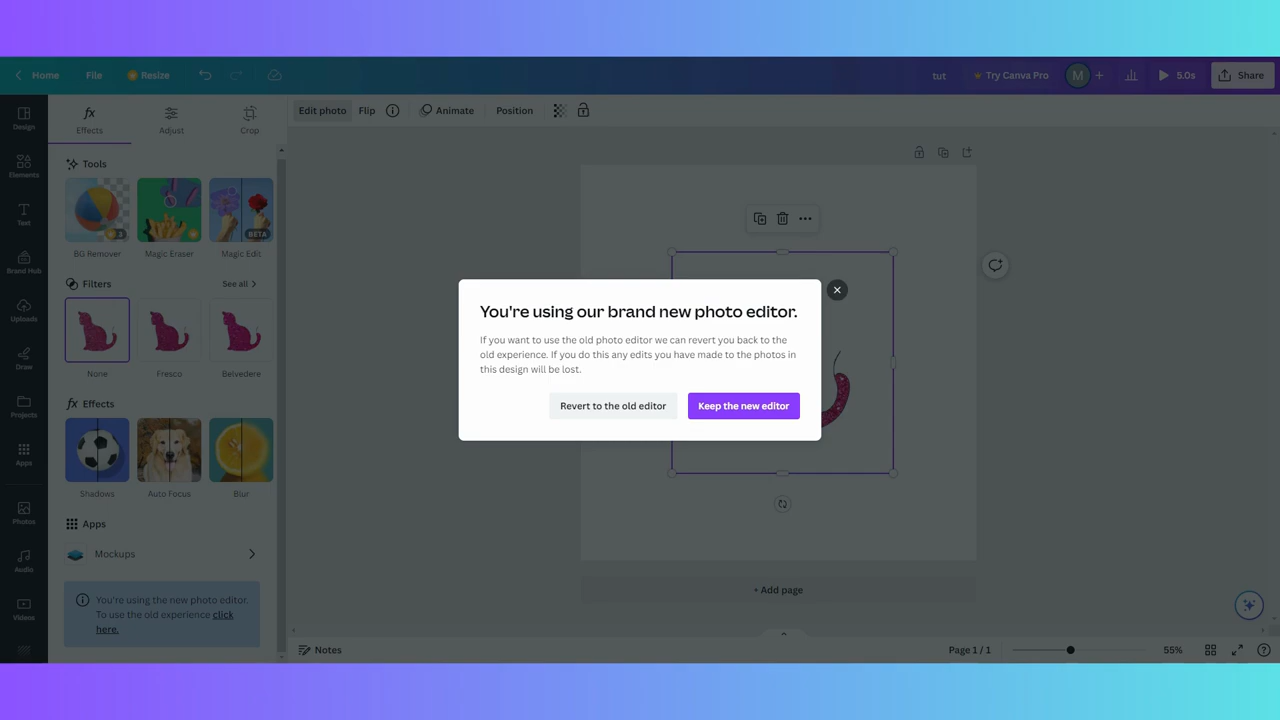 Home
File
Resize
tut
Try Canva Pro
M
5.0s
Share
Design
Elements
Text
Brand Hub
Uploads
Draw
Projects
Apps
Photos
Audio
Videos
fx
Effects
Adjust
Crop
Tools
3
BETA
BG Remover
Magic Eraser
Magic Edit
Filters
See all
None
Fresco
Belvedere
fx Effects
Shadows
Auto Focus
Blur
Apps
Mockups
You're using the new photo editor.
To use the old experience click
here.
Edit photo
Flip
Animate
Position
You're using our brand new photo editor.
If you want to use the old photo editor we can revert you back to the
old experience. If you do this any edits you have made to the photos in
this design will be lost.
Revert to the old editor
Keep the new editor
+ Add page
Notes
Page 1 / 1
55%